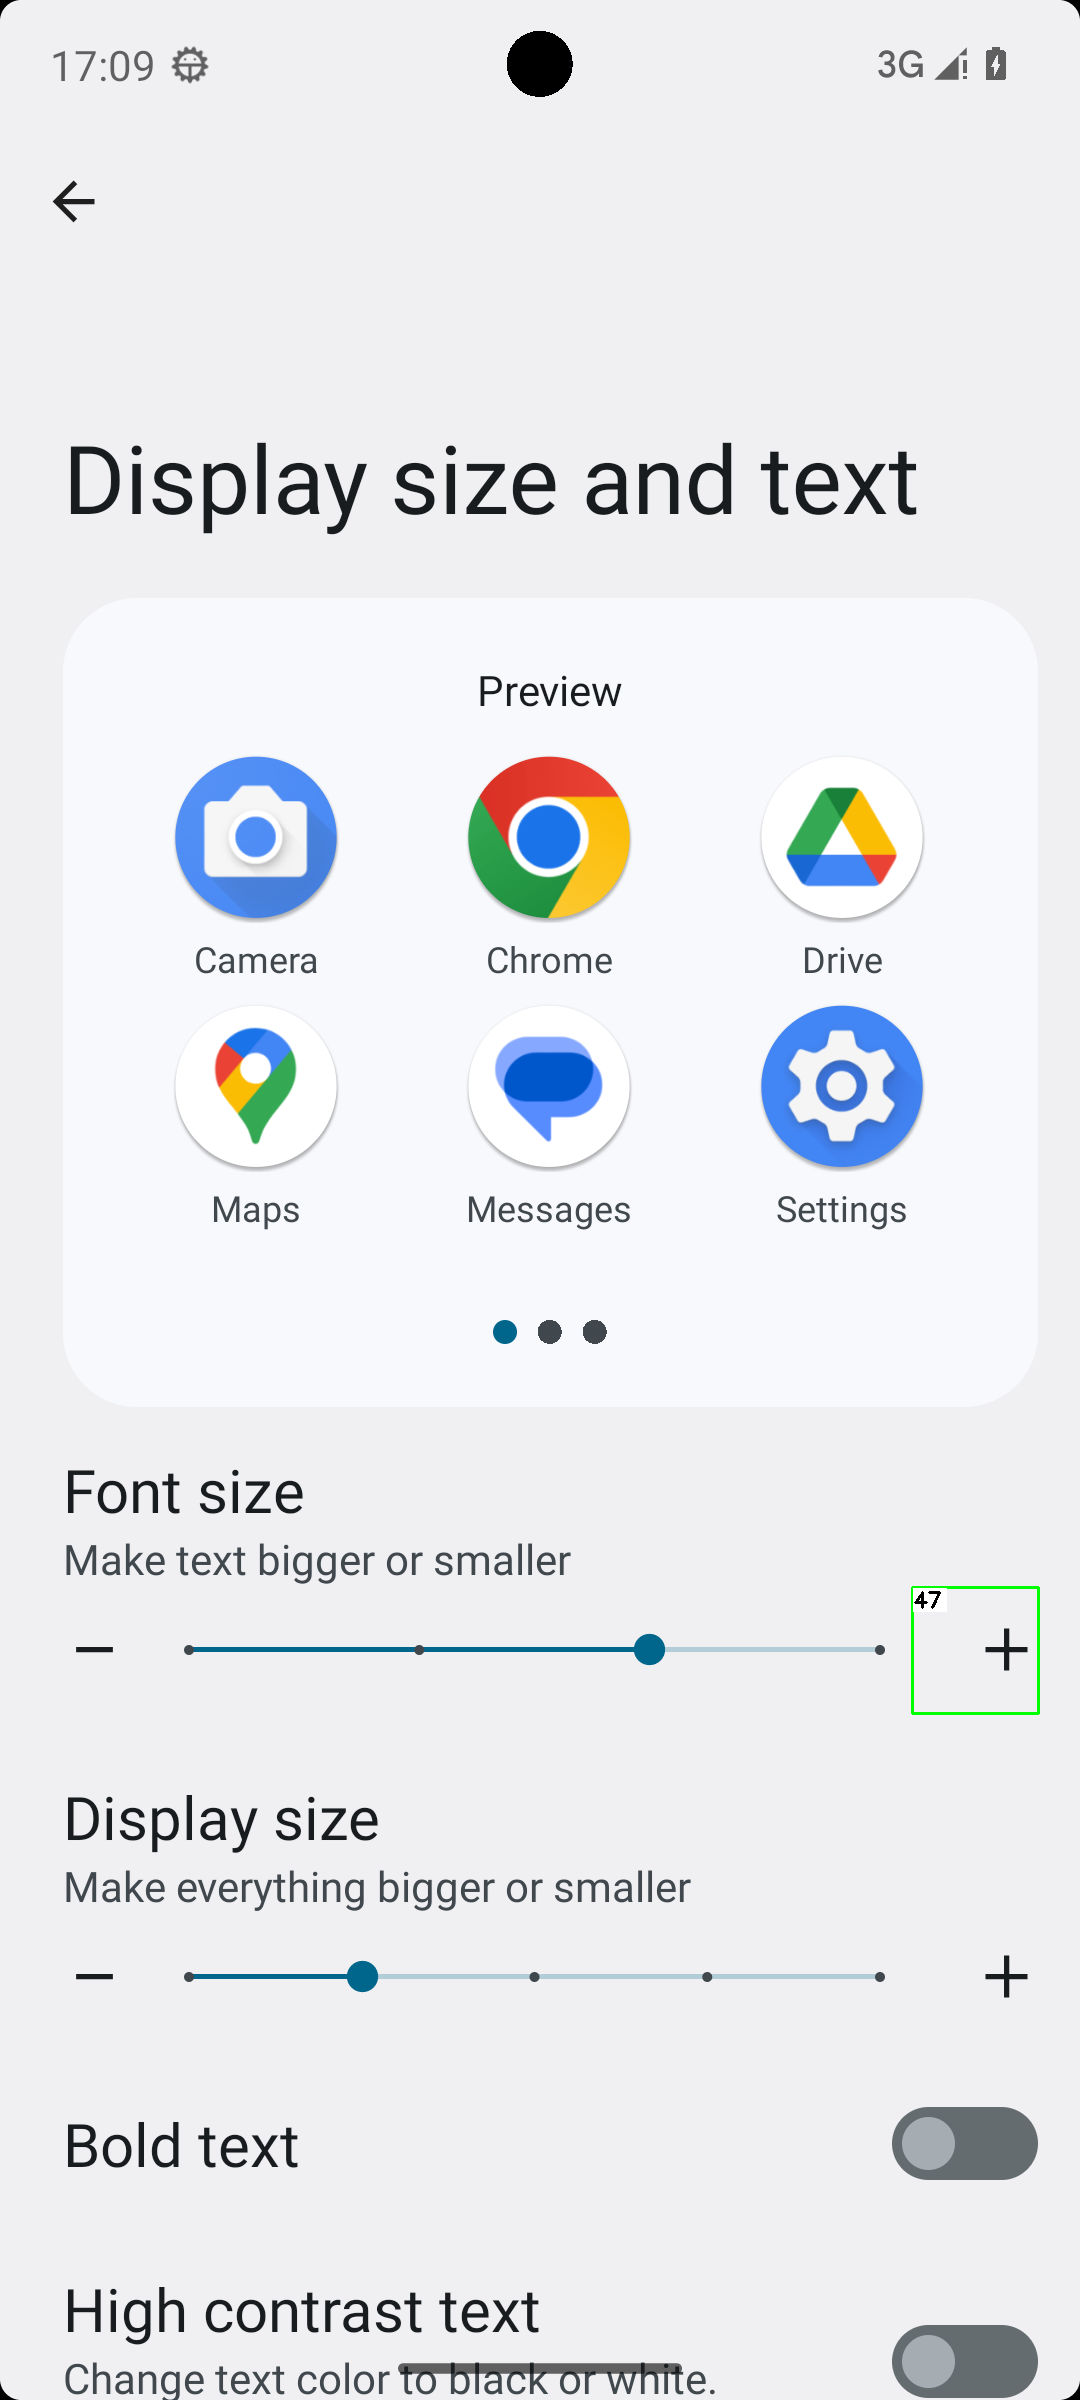 17:09
3G
Display size and text
Preview
Camera
Chrome
Drive
Maps
Messages
Settings
Font size
Make text bigger or smaller
47
Display size
Make everything bigger or smaller
Bold text
High contrast text
Change text color to black or white.